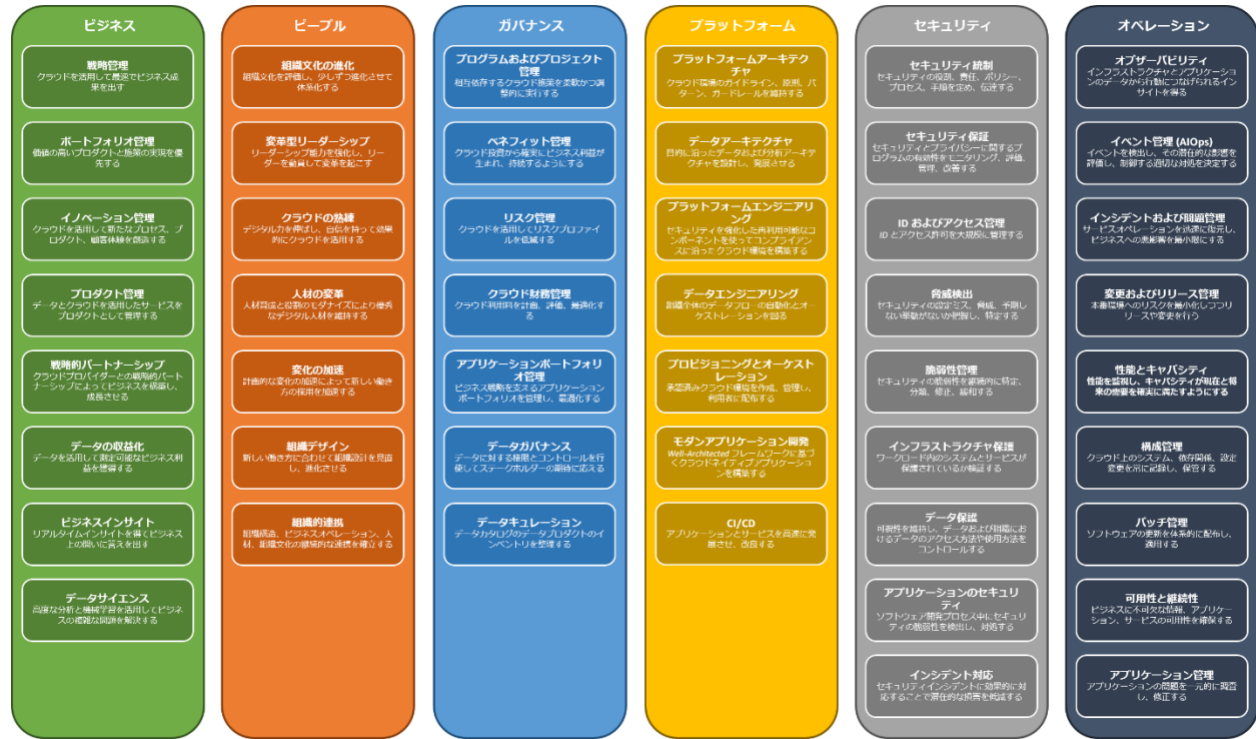 ビジネス
戦略管理
クラウドを活用して最速でビジネス成
果を出す
ポートフォリオ管理
価値の高いプロダクトと施策の実現を優
先する
イノベーション管理
クラウドを活用して新たなプロセス、プ
ロダクト、顧客体験を創造する
プロダクト管理
データとクラウドを活用したサービスを
プロダクトとして管理する
戦略的パートナーシップ
クラウドプロバイダーとの戦略的パート
ナーシップによってビジネスを構築し、
成長させる
データの収益化
データを活用して測定可能なビジネス利
益を獲得する
ビジネスインサイト
リアルタイムインサイトを得てビジネス
上の問いに答えを出す
データサイエンス
高度な分析と機械学習を活用してビジネ
スの複雑な問題を解決する
ピープル
組織文化の進化
組織文化を評価し、少しずつ進化させて
体系化する
変革型リーダーシップ
リーダーシップ能力を強化し、リー
ダーを動員して変革を起こす
クラウドの熟練
デジタル力を伸ばし、自信を持って効果
的にクラウドを活用する
人材の変革
人材育成と役割のモダナイズにより優秀
なデジタル人材を維持する
変化の加速
計画的な変化の加速によって新しい働き
方の採用を加速する
組織デザイン
新しい働き方に合わせて組織設計を見直
し、進化させる
組織的連携
組織構造、ビジネスオペレーション、人
材、組織文化の継続的な連携を確立する
ガバナンス
プログラムおよびプロジェクト
管理
相互依存するクラウド施策を柔軟かつ調
整的に実行する
ベネフィット管理
クラウド投資から確実にビジネス利益が
生まれ、持続するようにする
リスク管理
クラウドを活用してリスクプロファイ
ルを低減する
クラウド財務管理
クラウド利用料を計画、評価、最適化す
る
アプリケーションポートフォリ
オ管理
ビジネス戦略を支えるアプリケーション
ポートフォリオを管理し、最適化する
データガバナンス
データに対する権限とコントロールを行
使してステークホルダーの期待に応える
データキュレーション
データカタログのデータプロダクトのイ
ンベントリを整理する
プラットフォーム
プラットフォームアーキテク
チャ
クラウド環境のガイドライン、原則、パ
ターン、ガードレールを維持する
データアーキテクチャ
目的に沿ったデータおよび分析アーキテ
クチャを設計し、発展させる
プラットフォームエンジニアリ
ング
セキュリティを強化した再利用可能なコ
ンポーネントを使ってコンプライアン
スに沿ったクラウド環境を構築する
データエンジニアリング
組織全体のデータフローの自動化とオー
ケストレーションを図る
プロビジョニングとオーケスト
レーション
承認済みクラウド環境を作成、管理し、
利用者に配布する
モダンアプリケーション開発
Well-Architected フレームワークに基づ
くクラウドネイティブアプリケーショ
ンを構築する
CI/CD
アプリケーションとサービスを高速に発
展させ、改良する
セキュリティ
セキュリティ統制
セキュリティの役割、責任、ポリシー、
プロセス、手順を定め、伝達する
セキュリティ保証
セキュリティとプライバシーに関するプ
ログラムの有効性をモニタリング、評価、
管理、改善する
ID およびアクセス管理
ID とアクセス許可を大規模に管理する
脅威検出
セキュリティの設定ミス、脅威、予期し
ない挙動がないか把握し、特定する
脆弱性管理
セキュリティの脆弱性を継続的に特定、
分類、修正、緩和する
インフラストラクチャ保護
ワークロード内のシステムとサービスが
保護されているか検証する
データ保護
可視性を維持し、データおよび組織にお
けるデータのアクセス方法や使用方法を
コントロールする
アプリケーションのセキュリ
ティ
ソフトウェア開発プロセス中にセキュリ
ティの脆弱性を検出し、対処する
インシデント対応
セキュリティインシデントに効果的に対
応することで潜在的な損害を低減する
オペレーション
オブザーバビリティ
インフラストラクチャとアプリケーショ
ンのデータから行動につなげられるイン
サイトを得る
イベント管理 (AIOps)
イベントを検出し、その潜在的な影響を
評価し、制御する適切な対処を決定する
インシデントおよび問題管理
サービスオペレーションを迅速に復元し、
ビジネスへの悪影響を最小限にする
変更およびリリース管理
本番環境へのリスクを最小化しつつリ
リースや変更を行う
性能とキャパシティ
性能を監視し、キャパシティが現在と将
来の需要を確実に満たすようにする
構成管理
クラウド上のシステム、依存関係、設定
変更を常に記録し、保管する
パッチ管理
ソフトウェアの更新を体系的に配布し、
適用する
可用性と継続性
ビジネスに不可欠な情報、アプリケー
ション、サービスの可用性を確保する
アプリケーション管理
アプリケーションの問題を一元的に調査
し、修正する